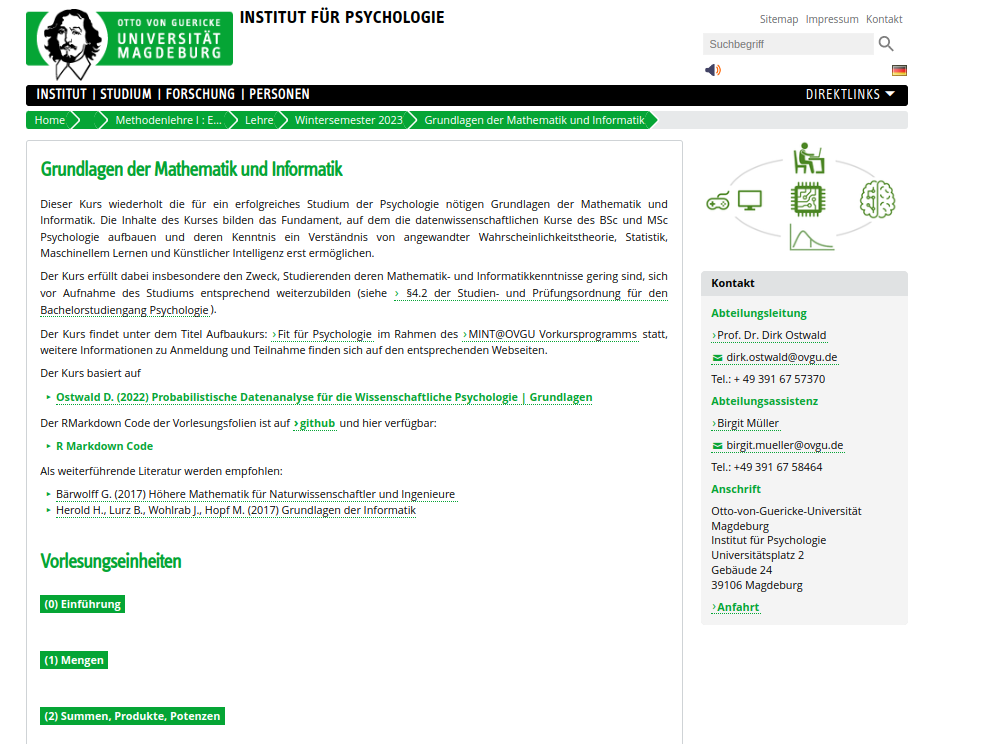 OTTO VON GUERICKE
UNIVERSITÄT
MAGDEBURG
INSTITUT FÜR PSYCHOLOGIE
Sitemap Impressum Kontakt
Suchbegriff
INSTITUT | STUDIUM | FORSCHUNG | PERSONEN
DIREKTLINKS
Home
Methodenlehre I : E...
Lehre
Wintersemester 2023
Grundlagen der Mathematik und Informatik
Grundlagen der Mathematik und Informatik
Dieser Kurs wiederholt die für ein erfolgreiches Studium der Psychologie nötigen Grundlagen der Mathematik und
Informatik. Die Inhalte des Kurses bilden das Fundament, auf dem die datenwissenschaftlichen Kurse des BSc und MSc
Psychologie aufbauen und deren Kenntnis ein Verständnis von angewandter Wahrscheinlichkeitstheorie, Statistik,
Maschinellem Lernen und Künstlicher Intelligenz erst ermöglichen.
Der Kurs erfüllt dabei insbesondere den Zweck, Studierenden deren Mathematik- und Informatikkenntnisse gering sind, sich
vor Aufnahme des Studiums entsprechend weiterzubilden (siehe › §4.2 der Studien- und Prüfungsordnung für den
Bachelorstudiengang Psychologie).
Der Kurs findet unter dem Titel Aufbaukurs: ›Fit für Psychologie im Rahmen des ›MINT@OVGU Vorkursprogramms statt,
weitere Informationen zu Anmeldung und Teilnahme finden sich auf den entsprechenden Webseiten.
Der Kurs basiert auf
Ostwald D. (2022) Probabilistische Datenanalyse für die Wissenschaftliche Psychologie | Grundlagen
Der RMarkdown Code der Vorlesungsfolien ist auf ›github und hier verfügbar:
R Markdown Code
Als weiterführende Literatur werden empfohlen:
Bärwolff G. (2017) Höhere Mathematik für Naturwissenschaftler und Ingenieure
Herold H., Lurz B., Wohlrab J., Hopf M. (2017) Grundlagen der Informatik
Vorlesungseinheiten
(0) Einführung
(1) Mengen
(2) Summen, Produkte, Potenzen
Kontakt
Abteilungsleitung
›Prof. Dr. Dirk Ostwald
dirk.ostwald@ovgu.de
Tel.: + 49 391 67 57370
Abteilungsassistenz
›Birgit Müller
birgit.mueller@ovgu.de
Tel.: +49 391 67 58464
Anschrift
Otto-von-Guericke-Universität
Magdeburg
Institut für Psychologie
Universitätsplatz 2
Gebäude 24
39106 Magdeburg
›Anfahrt